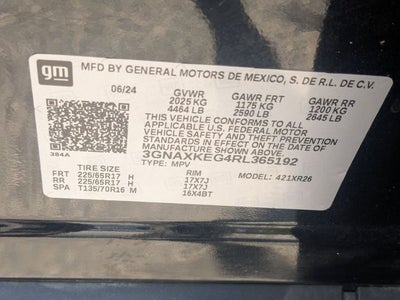 gm
MFD BY GENERAL MOTORS DE MEXICO, S. DE R.L. DE C.V.
06/24 GVWR GAWR FRT GAWR RR
2025 KG 1175 KG 1200 KG
4464 LB 2590 LB 2645 LB
THIS VEHICLE CONFORMS TO ALL
APPLICABLE U.S. FEDERAL MOTOR
VEHICLE SAFETY AND THEFT PREVENTION
STANDARDS IN EFFECT ON THE DATE OF
MANUFACTURE SHOWN ABOVE.
384A
3GNAXKEG4RL365192
TYPE: MPV MODEL: 421XR26
TIRE SIZE RIM
FRT 225/65R17 H 17X7J
RR 225/65R17 H 17X7J
SPA T135/70R16 M 16X4BT